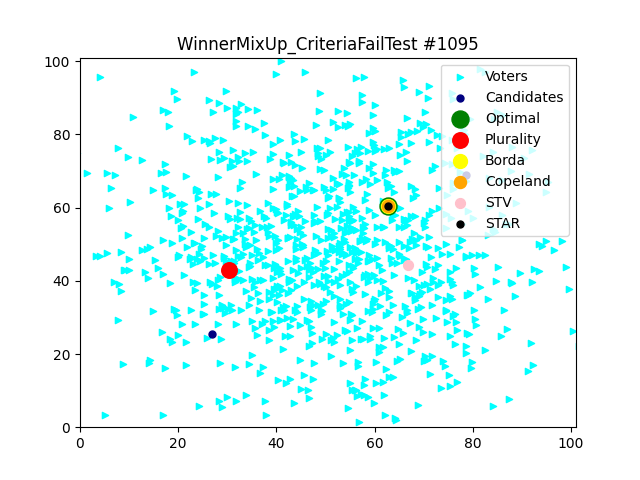 WinnerMixUp_CriteriaFailTest #1095
100
80
60
40
20
0
0
20
40
60
80
100
Voters
Candidates
Optimal
Plurality
Borda
Copeland
STV
STAR